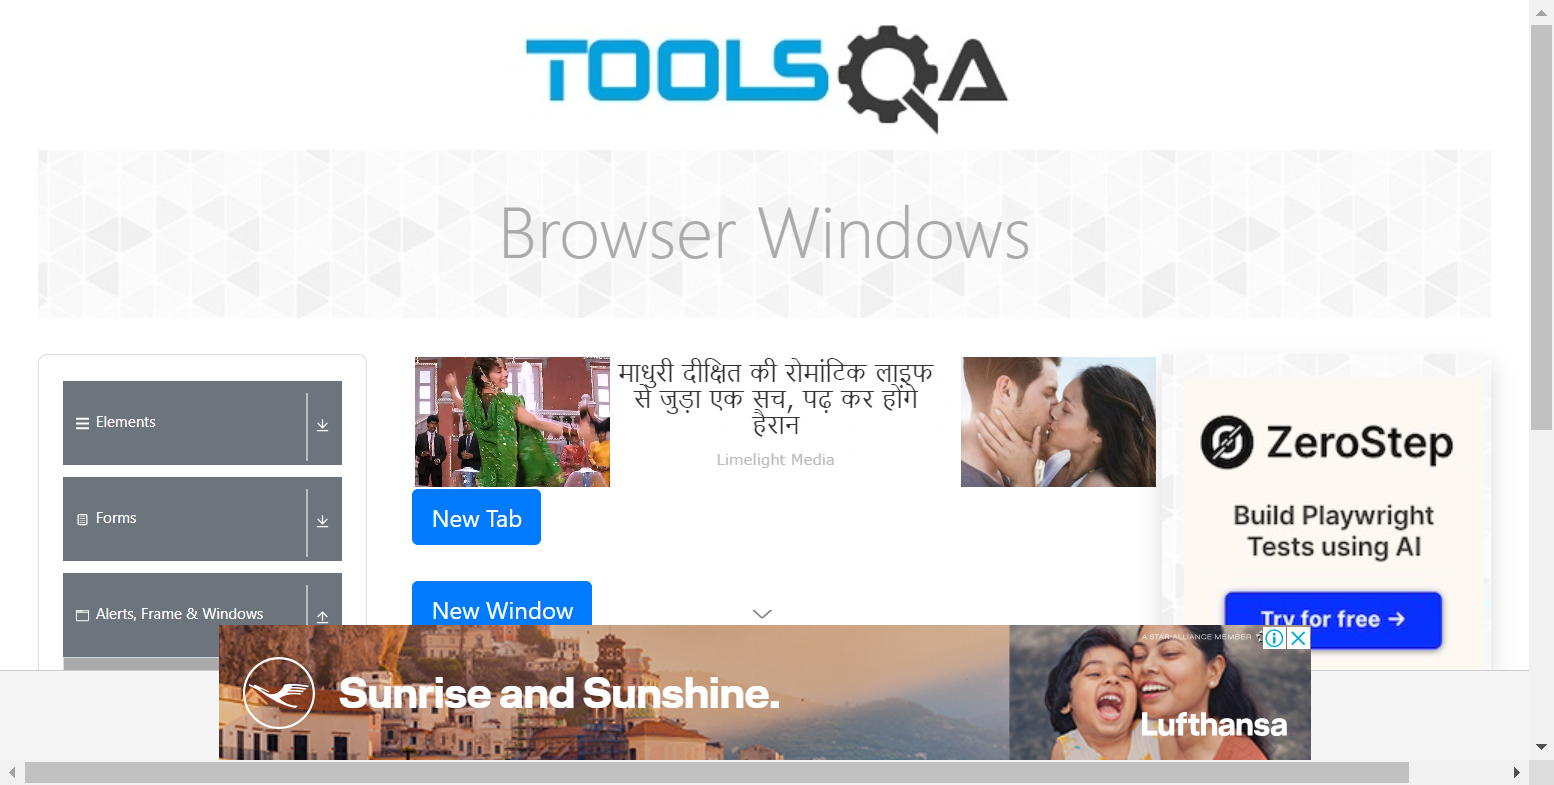 TOOLSQA
Browser Windows
Elements
Forms
Alerts, Frame & Windows
माधुरी दीक्षित की रोमांटिक लाइफ
से जुड़ा एक सच, पढ़ कर होंगे
हैरान
Limelight Media
New Tab
New Window
ZeroStep
Build Playwright
Tests using AI
Try for free →
Sunrise and Sunshine.
A STAR ALLIANCE MEMBER
Lufthansa